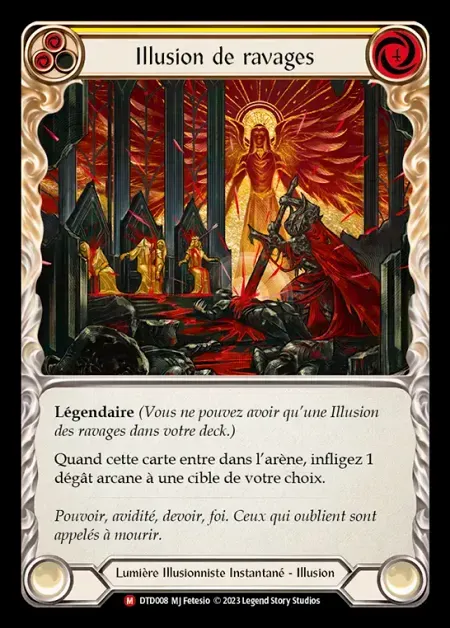 Illusion de ravages
4
Légendaire (Vous ne pouvez avoir qu'une Illusion
des ravages dans votre deck.)
Quand cette carte entre dans l'arène, infligez 1
dégât arcane à une cible de votre choix.
Pouvoir, avidité, devoir, foi. Ceux qui oublient sont
appelés à mourir.
Lumière Illusionniste Instantané - Illusion
M DTD008 MJ Fetesio © 2023 Legend Story Studios